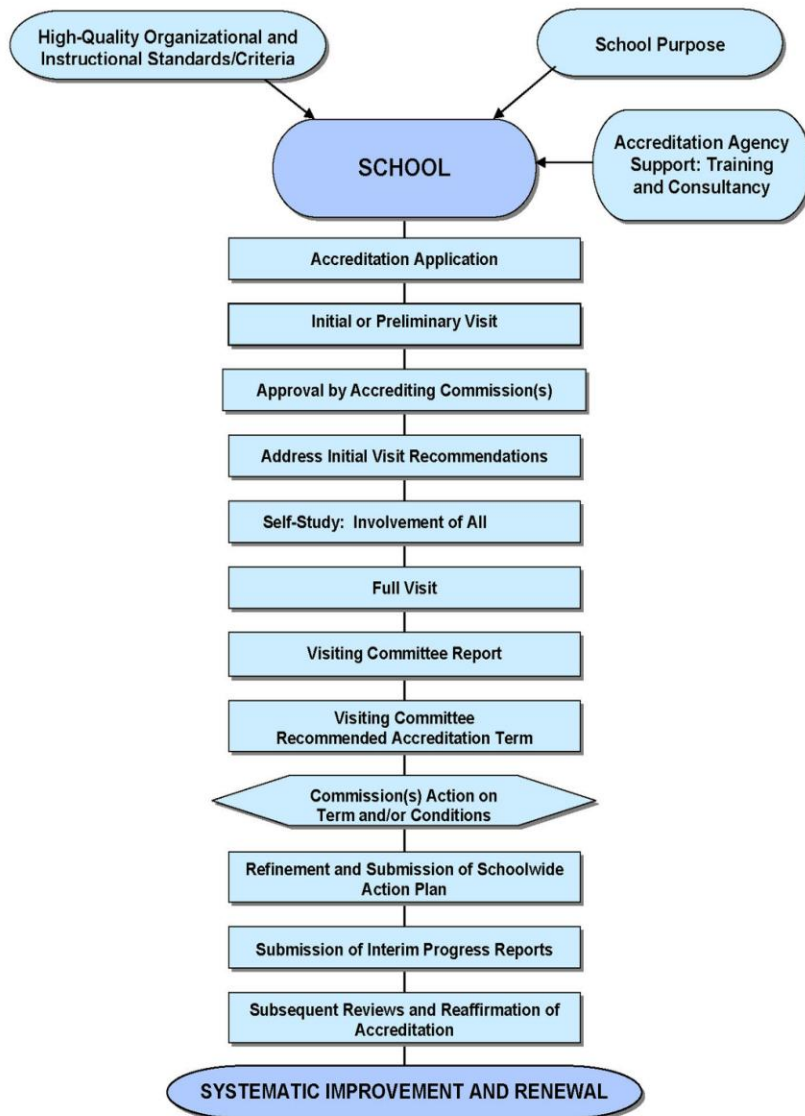 High-Quality Organizational and
Instructional Standards/Criteria
School Purpose
SCHOOL
Accreditation Agency
Support: Training
and Consultancy
Accreditation Application
Initial or Preliminary Visit
Approval by Accrediting Commission(s)
Address Initial Visit Recommendations
Self-Study: Involvement of All
Full Visit
Visiting Committee Report
Visiting Committee
Recommended Accreditation Term
Commission(s) Action on
Term and/or Conditions
Refinement and Submission of Schoolwide
Action Plan
Submission of Interim Progress Reports
Subsequent Reviews and Reaffirmation of
Accreditation
SYSTEMATIC IMPROVEMENT AND RENEWAL